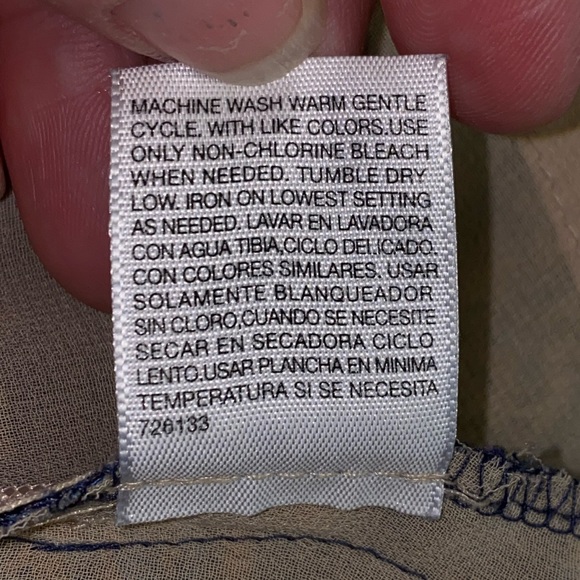 MACHINE WASH WARM GENTLE
CYCLE, WITH LIKE COLORS.USE
ONLY NON-CHLORINE BLEACH
WHEN NEEDED. TUMBLE DRY
LOW. IRON ON LOWEST SETTING
AS NEEDED. LAVAR EN LAVADORA
CON AGUA TIBIA,CICLO DELICADO
CON COLORES SIMILARES. USAR
SOLAMENTE BLANQUEADOR
SIN CLORO,CUANDO SE NECESITE
SECAR EN SECADORA CICLO
LENTO.USAR PLANCHA EN MINIMA
TEMPERATURA SI SE NECESITA
726133